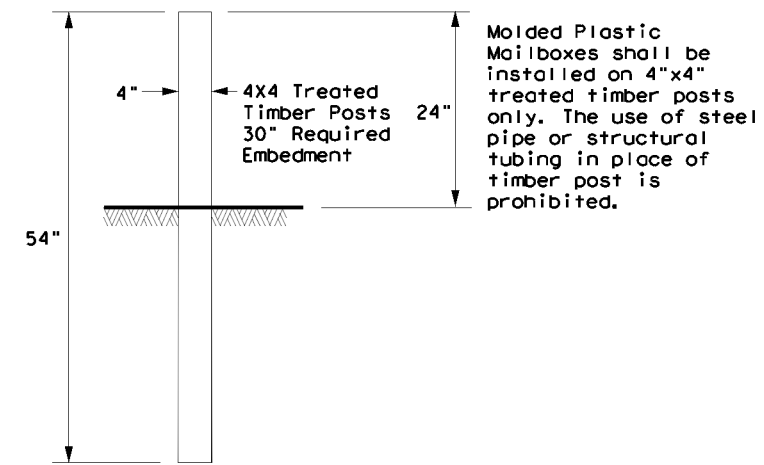 Molded Plastic
Mailboxes shall be
installed on 4"x4"
treated timber posts
only. The use of steel
pipe or structural
tubing in place of
timber post is
prohibited.
4"
4X4 Treated
Timber Posts
30" Required
Embedment
24"
54"